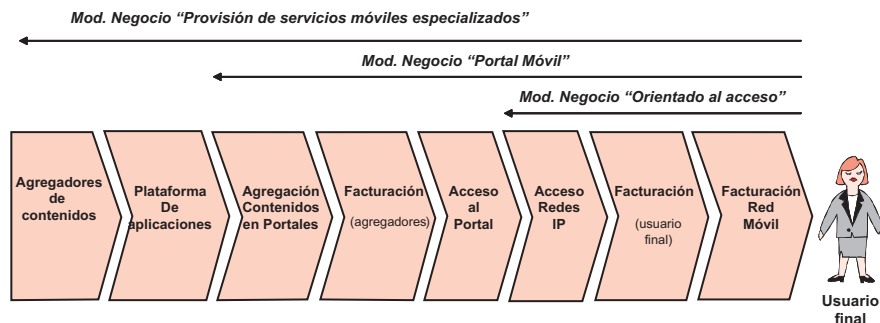 Mod. Negocio “Provisión de servicios móviles especializados”
Mod. Negocio “Portal Móvil”
Mod. Negocio “Orientado al acceso”
Agregadores
de
contenidos
Plataforma
De
aplicaciones
Agregación
Contenidos
en Portales
Facturación
(agregadores)
Acceso
al
Portal
Acceso
Redes
IP
Facturación
(usuario
final)
Facturación
Red
Móvil
Usuario
final